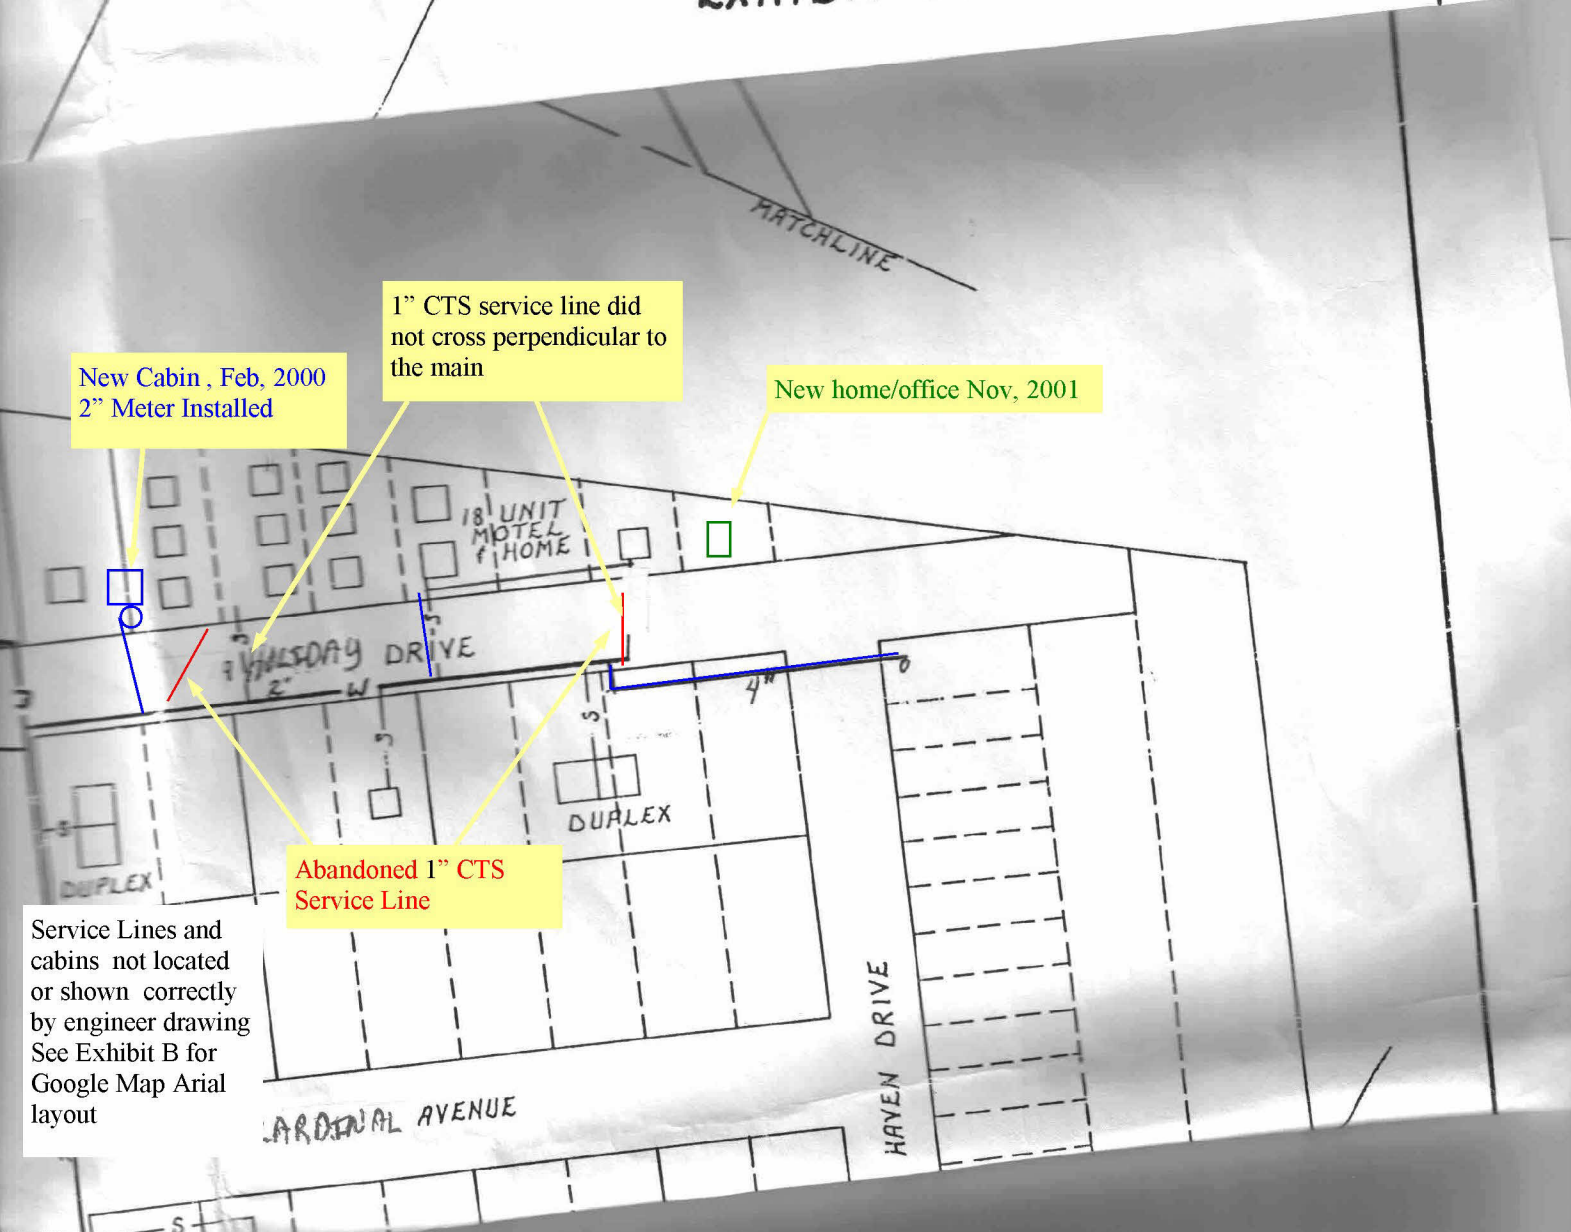 MATCHLINE
1” CTS service line did
not cross perpendicular to
the main
New Cabin , Feb, 2000
2” Meter Installed
New home/office Nov, 2001
18 UNIT
MOTEL
& HOME
S
S
DRIVE
2"
W
4"
S
S
S
DUPLEX
DUPLEX
Abandoned 1” CTS
Service Line
Service Lines and
cabins not located
or shown correctly
by engineer drawing
See Exhibit B for
Google Map Arial
layout
HAVEN DRIVE
ARDINAL AVENUE
S